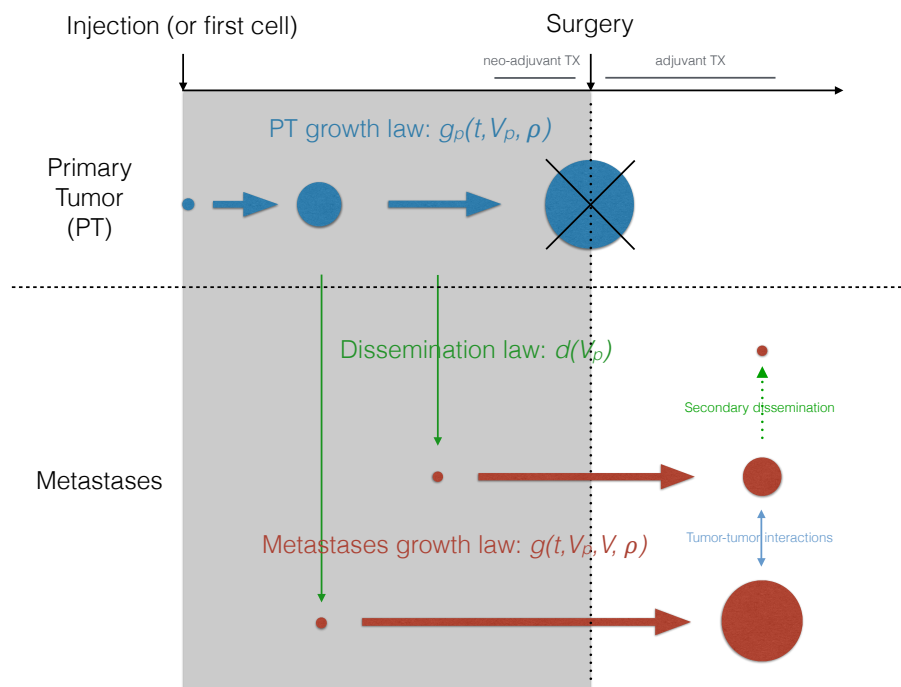 Injection (or first cell)
Surgery
neo-adjuvant TX
adjuvant TX
PT growth law: gₚ(t,Vₚ, ρ)
Primary
Tumor
(PT)
Dissemination law: d(Vₚ)
Secondary dissemination
Metastases
Metastases growth law: g(t,Vₚ,V, ρ)
Tumor-tumor interactions